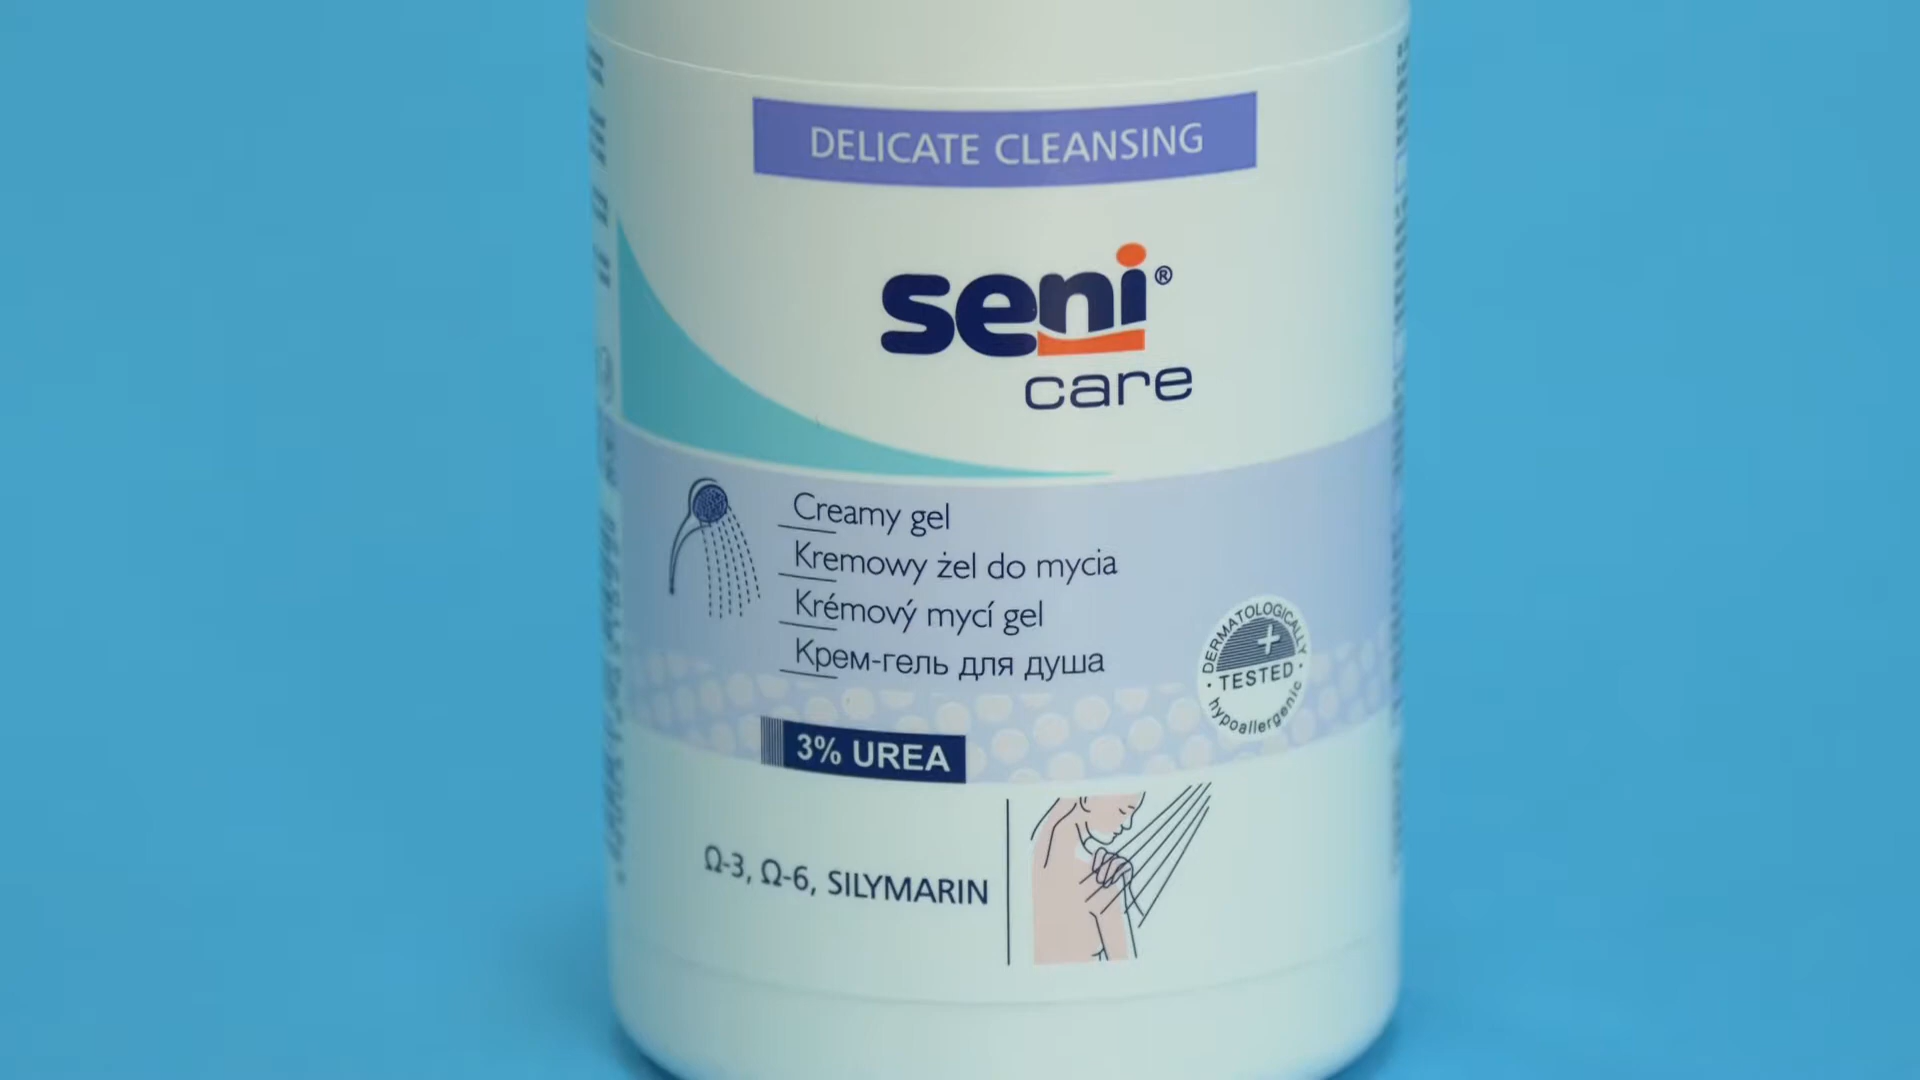 DELICATE CLEANSING
seni®
care
Creamy gel
Kremowy żel do mycia
Krémový mycí gel
Крем-гель для душа
DERMATOLOGICALLY
TESTED
hypoallergenic
3% UREA
Ω-3, Ω-6, SILYMARIN